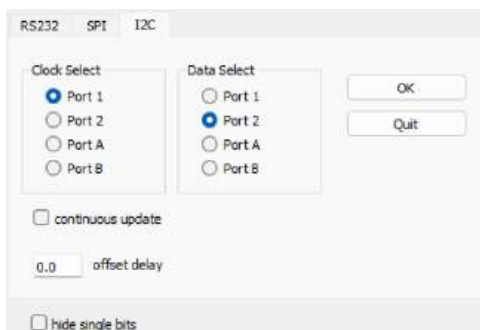 RS232 SPI I2C
Clock Select
Port 1
Port 2
Port A
Port B
Data Select
Port 1
Port 2
Port A
Port B
OK
Quit
continuous update
0.0 offset delay
hide single bits